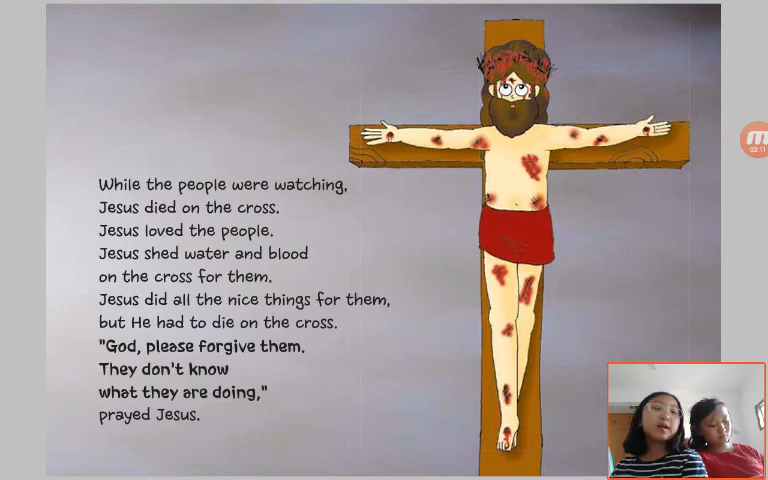 While the people were watching,
Jesus died on the cross.
Jesus loved the people.
Jesus shed water and blood
on the cross for them.
Jesus did all the nice things for them,
but He had to die on the cross.
"God, please forgive them.
They don't know
what they are doing,"
prayed Jesus.
03:11